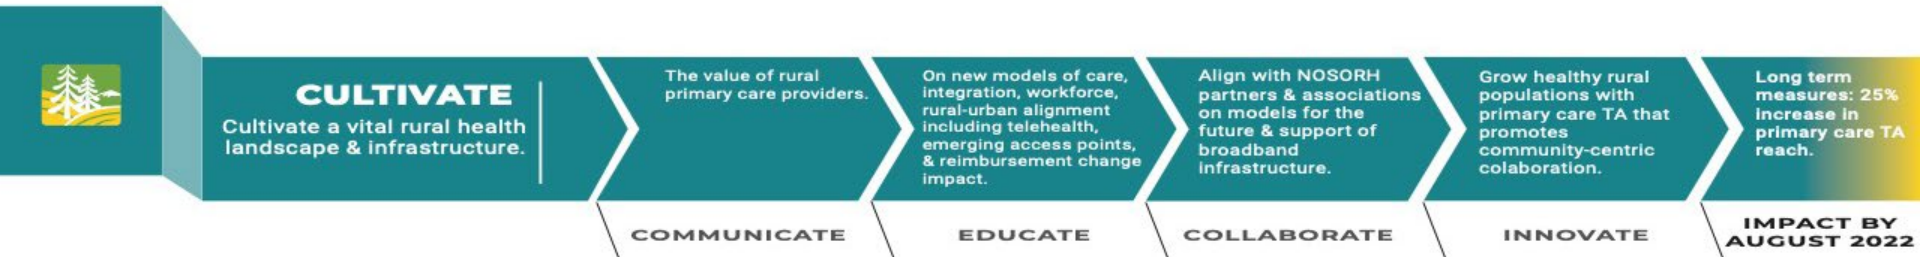 CULTIVATE
Cultivate a vital rural health
landscape & infrastructure.
The value of rural
primary care providers.
COMMUNICATE
On new models of care,
integration, workforce,
rural-urban alignment
including telehealth,
emerging access points,
& reimbursement change
impact.
EDUCATE
Align with NOSORH
partners & associations
on models for the
future & support of
broadband
infrastructure.
COLLABORATE
Grow healthy rural
populations with
primary care TA that
promotes
community-centric
colaboration.
INNOVATE
Long term
measures: 25%
increase in
primary care TA
reach.
IMPACT BY
AUGUST 2022